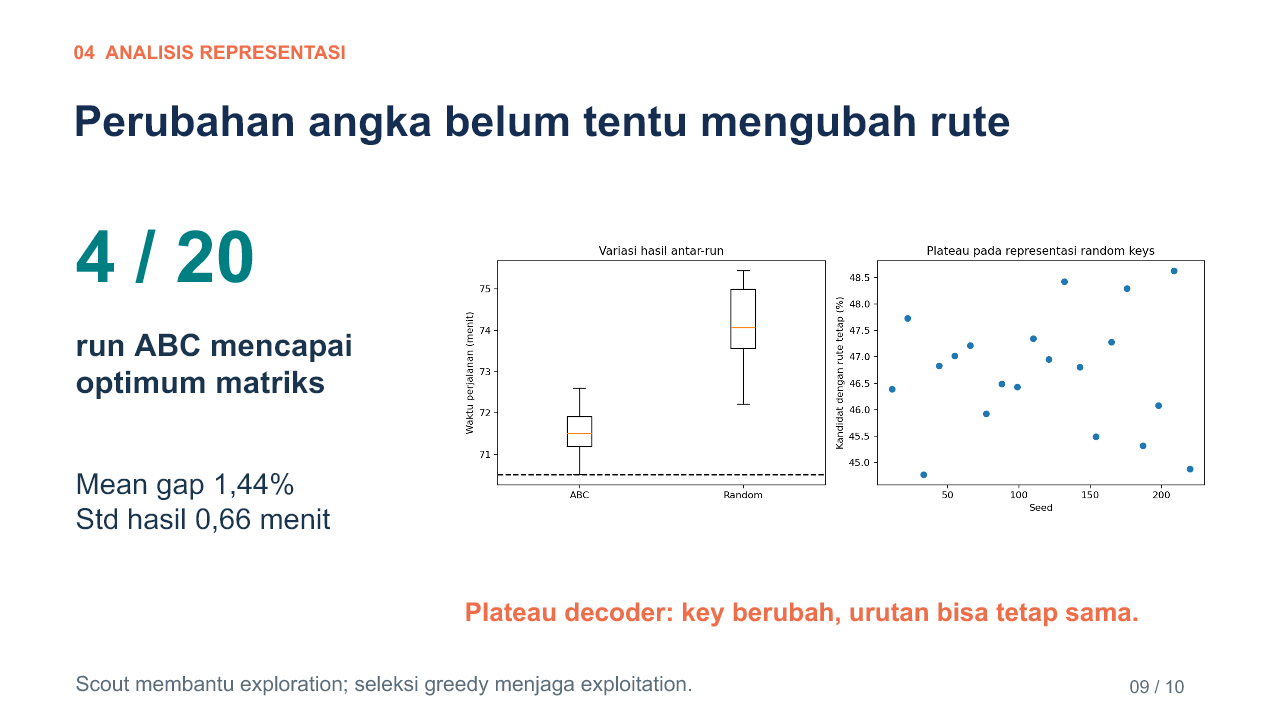 04 ANALISIS REPRESENTASI
Perubahan angka belum tentu mengubah rute
4 / 20
run ABC mencapai
optimum matriks
Mean gap 1,44%
Std hasil 0,66 menit
Variasi hasil antar-run
Waktu perjalanan (menit)
75
74
73
72
71
ABC
Random
Plateau pada representasi random keys
Kandidat dengan rute tetap (%)
48.5
48.0
47.5
47.0
46.5
46.0
45.5
45.0
50
100
150
200
Seed
Plateau decoder: key berubah, urutan bisa tetap sama.
Scout membantu exploration; seleksi greedy menjaga exploitation.
09 / 10